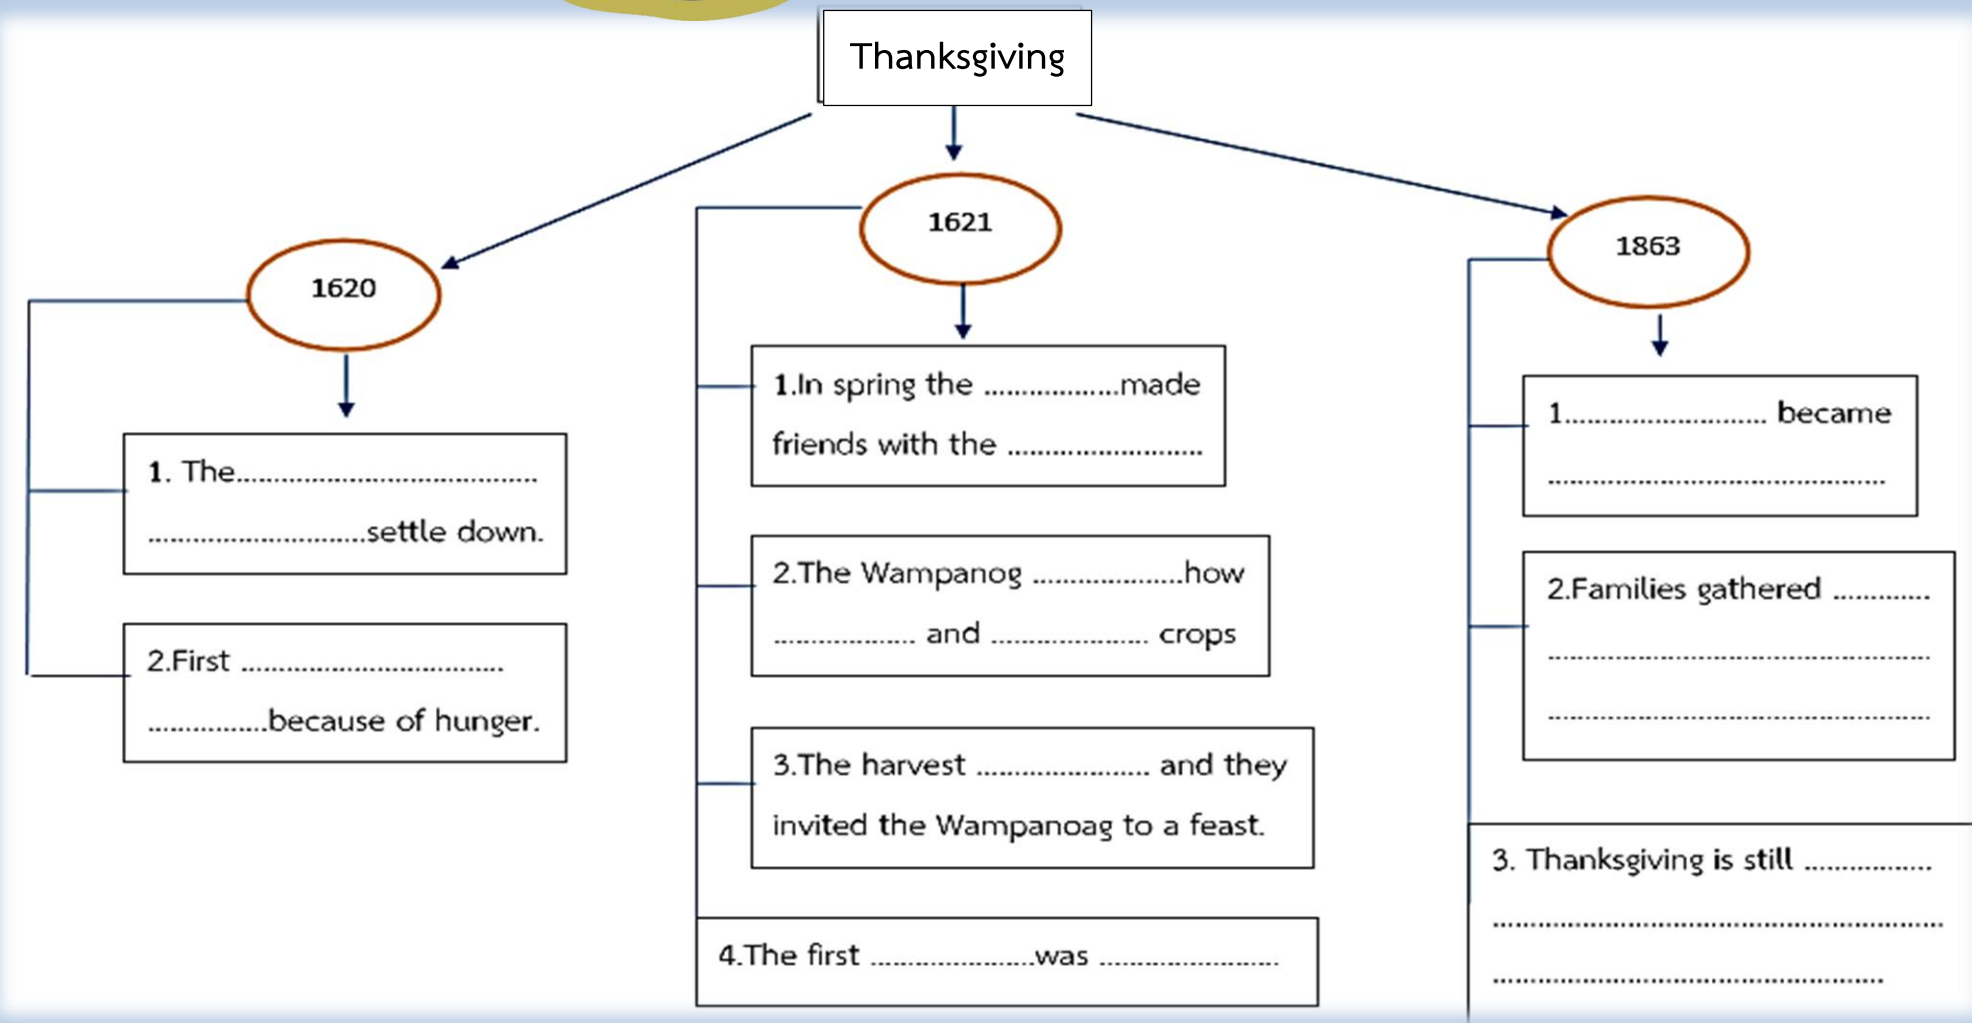 Thanksgiving
1620
1. The........................................
.............................settle down.
2.First ...................................
................because of hunger.
1621
1.In spring the ..................made
friends with the ..........................
2.The Wampanog ....................how
................... and ..................... crops
3.The harvest ....................... and they
invited the Wampanoag to a feast.
4.The first ......................was ........................
1863
1........................... became
.............................................
2.Families gathered .............
...................................................
...................................................
3. Thanksgiving is still .................
............................................................
....................................................